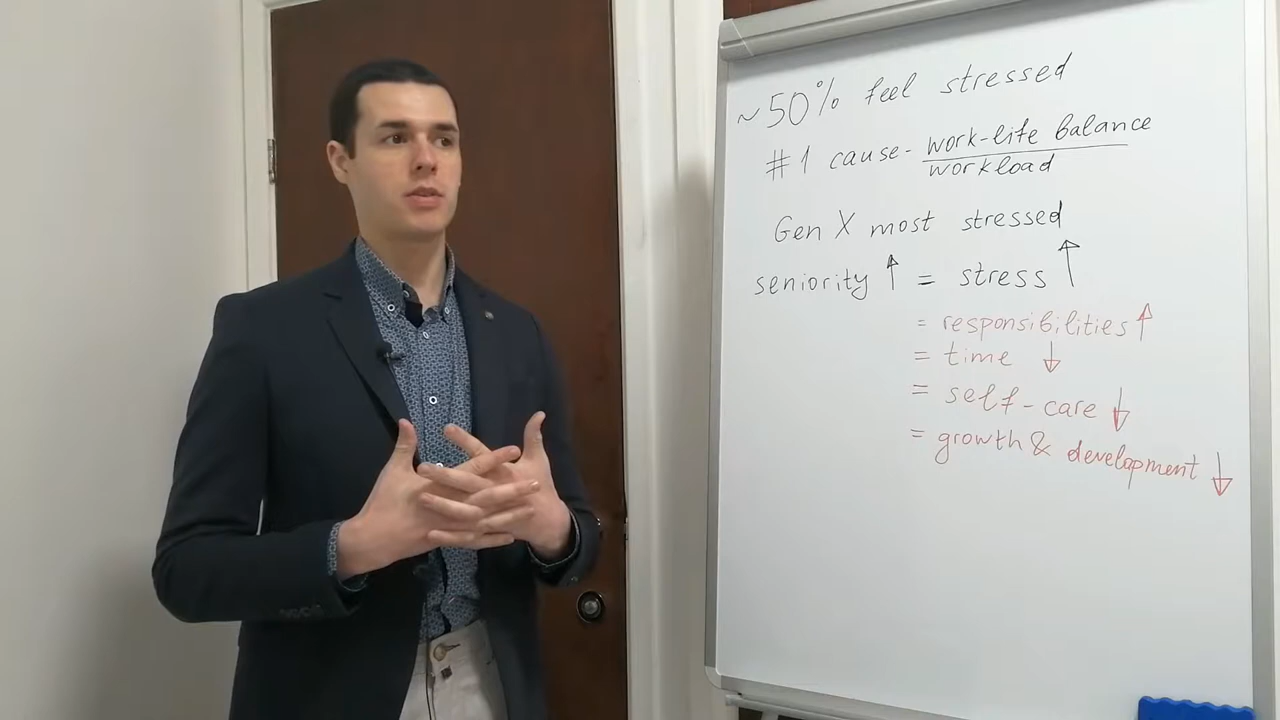 ~50% feel stressed
#1 cause- work-life balance
workload
Gen X most stressed
seniority ↑ = stress ↑
= responsibilities ↑
= time ↓
= self-care ↓
= growth & development ↓